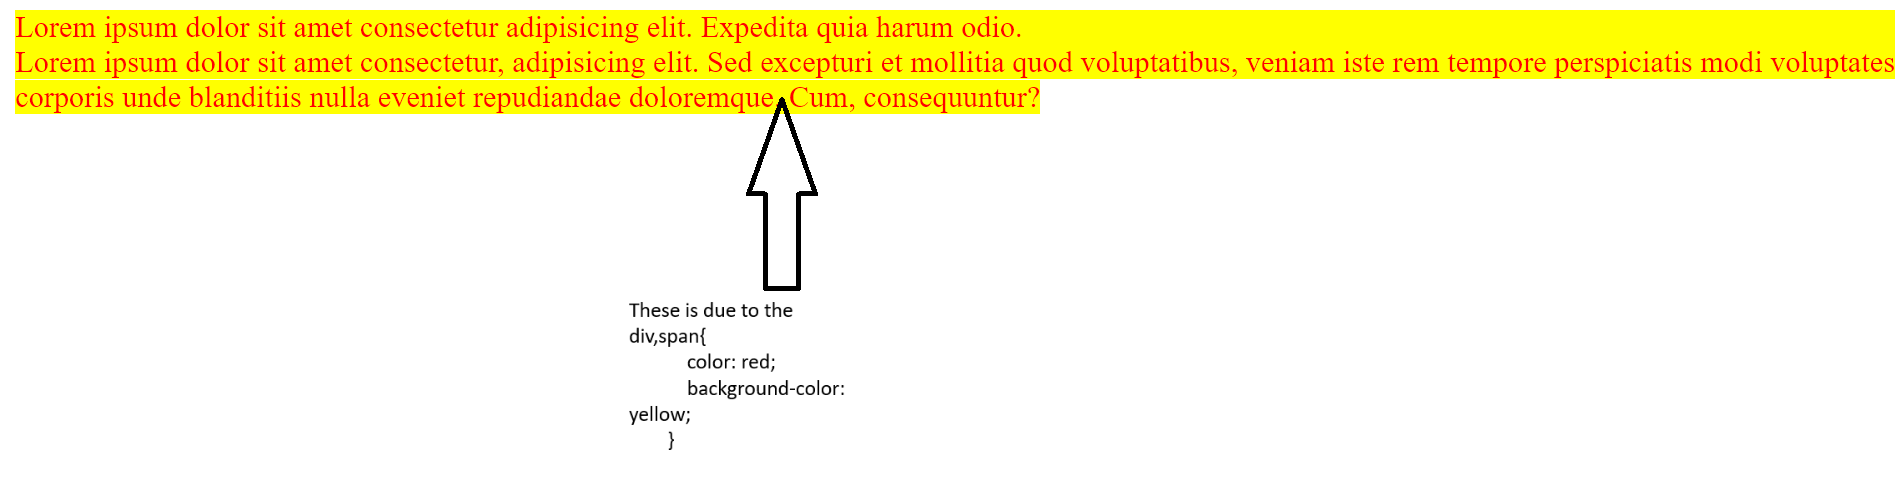 Lorem ipsum dolor sit amet consectetur adipisicing elit. Expedita quia harum odio.
Lorem ipsum dolor sit amet consectetur, adipisicing elit. Sed excepturi et mollitia quod voluptatibus, veniam iste rem tempore perspiciatis modi voluptates
corporis unde blanditiis nulla eveniet repudiandae doloremque. Cum, consequuntur?
These is due to the
div,span{
color: red;
background-color:
yellow;
}